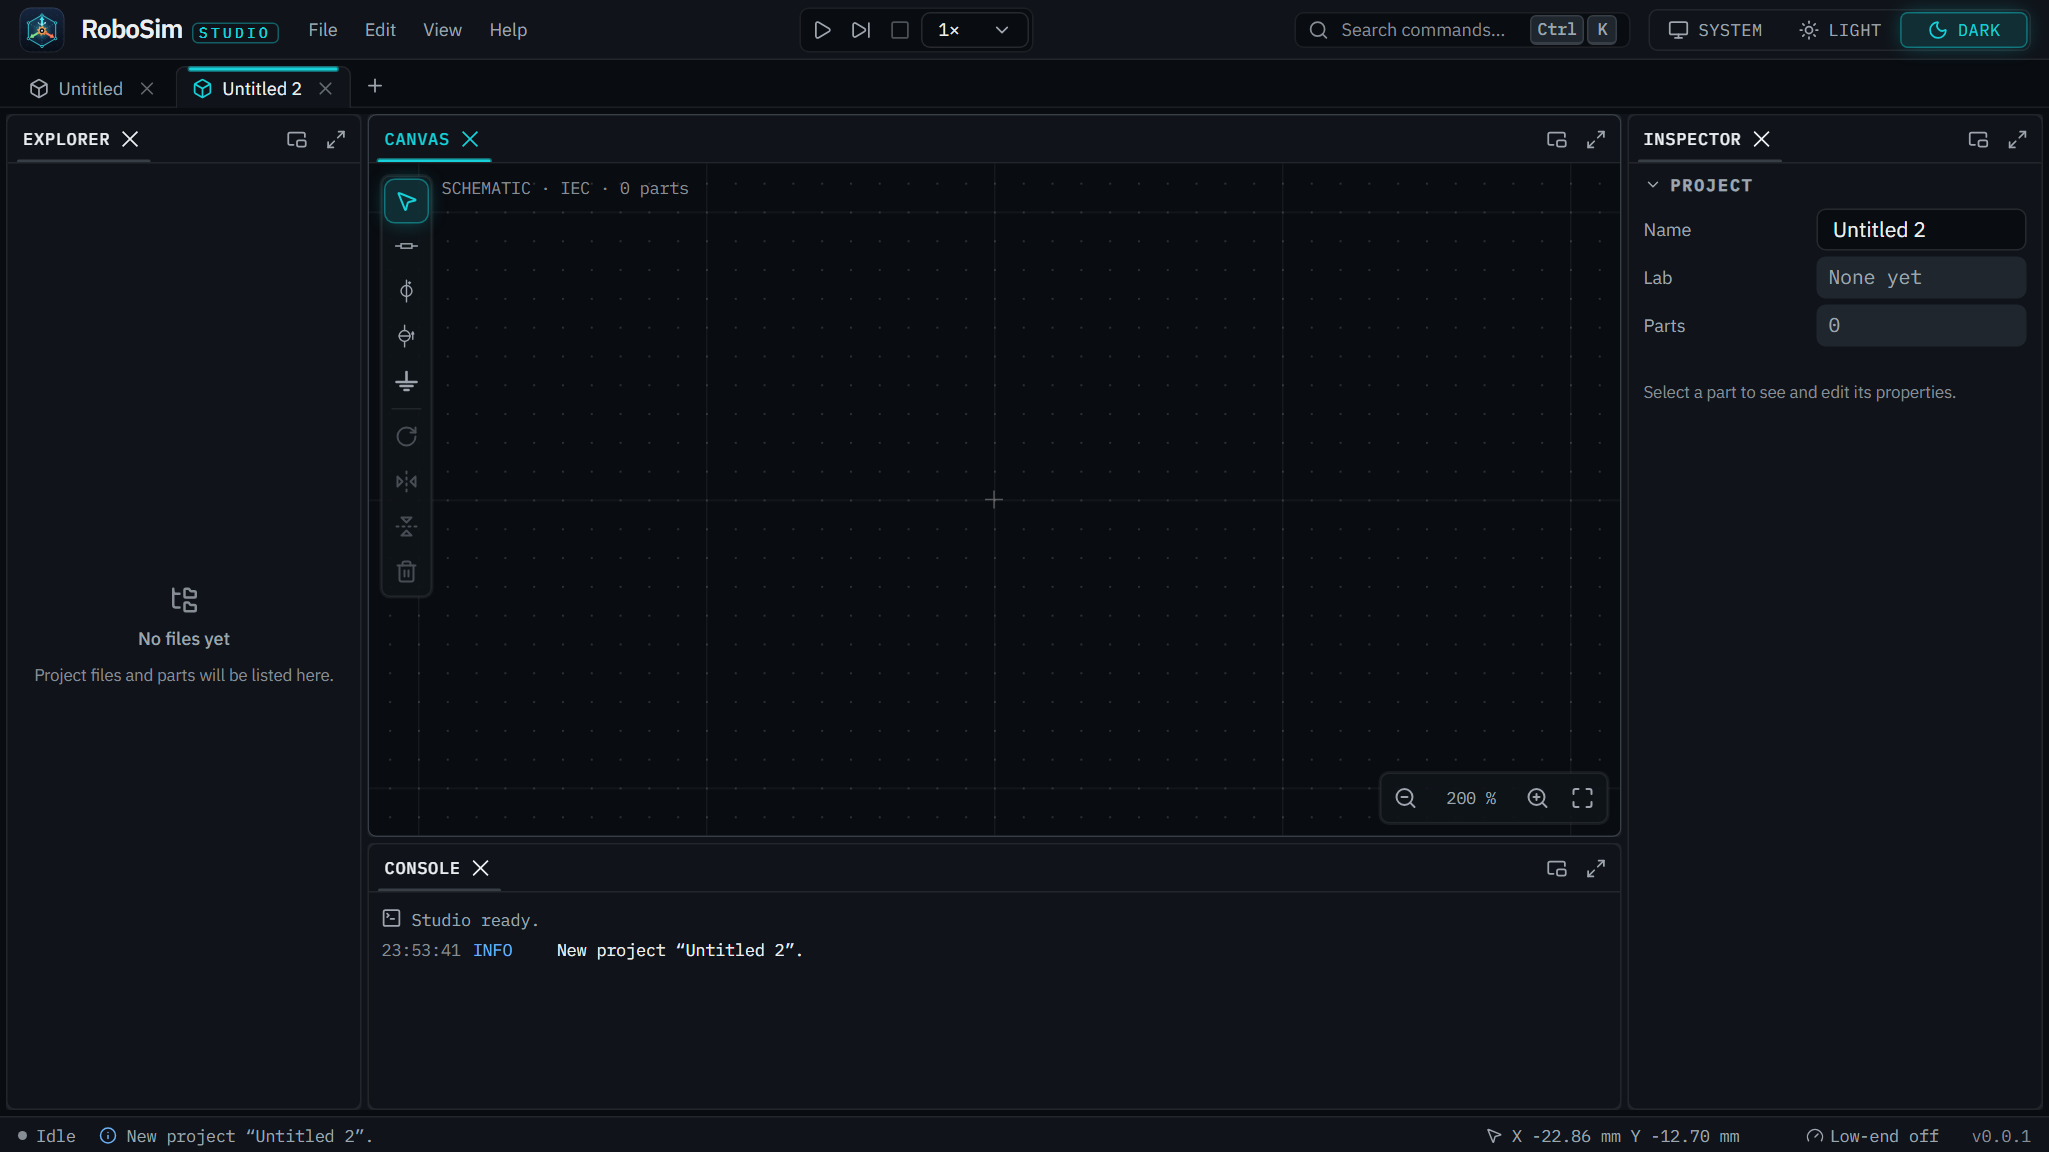 RoboSim STUDIO File Edit View Help 1× Search commands... Ctrl K SYSTEM LIGHT DARK
Untitled Untitled 2
EXPLORER
No files yet
Project files and parts will be listed here.
CANVAS
SCHEMATIC · IEC · 0 parts
200 %
CONSOLE
Studio ready.
23:53:41 INFO New project “Untitled 2”.
INSPECTOR
PROJECT
Name Untitled 2
Lab None yet
Parts 0
Select a part to see and edit its properties.
Idle New project “Untitled 2”. X -22.86 mm Y -12.70 mm Low-end off v0.0.1